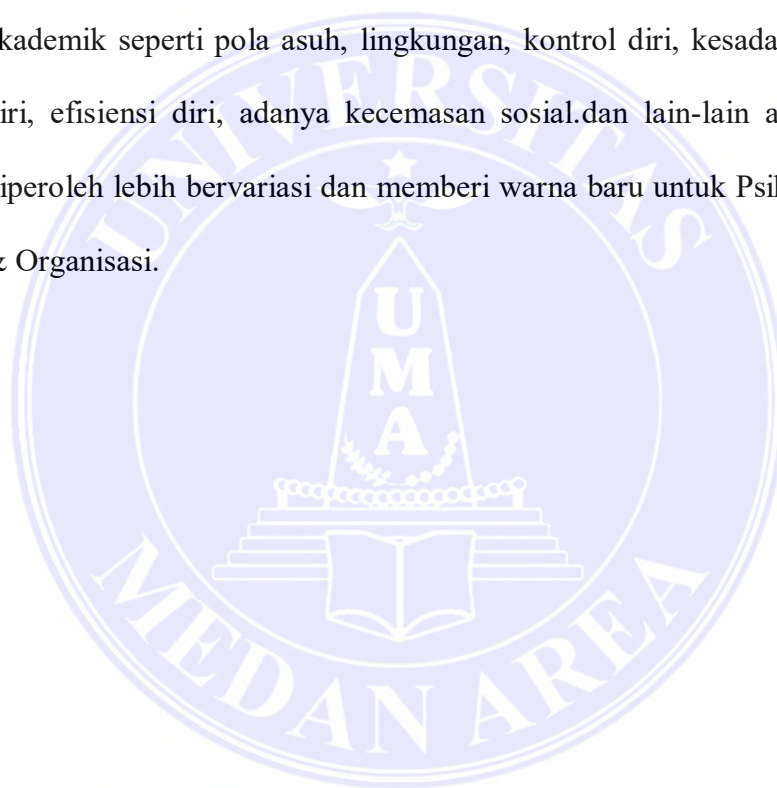 kademik seperti pola asuh, lingkungan, kontrol diri, kesada
iri, efisiensi diri, adanya kecemasan sosial.dan lain-lain a
iperoleh lebih bervariasi dan memberi warna baru untuk Psi
& Organisasi.
UNIVERSITAS
UMA
MEDAN AREA